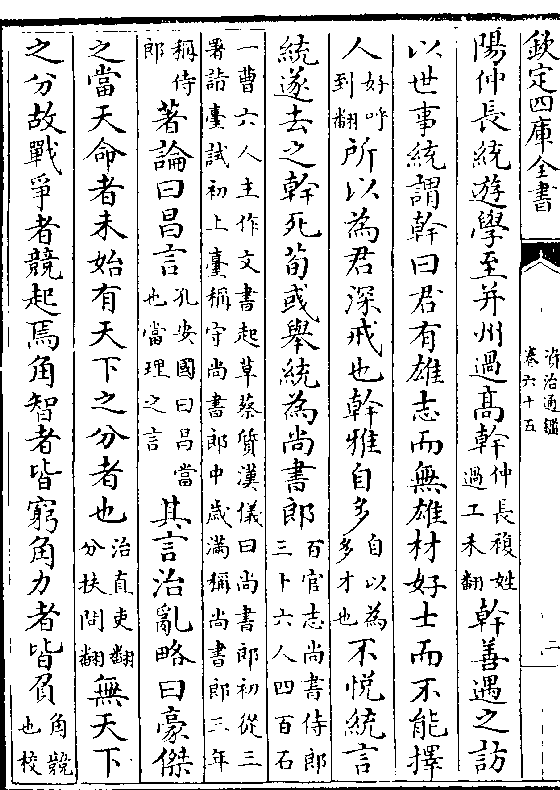 欽定四庫全書
資治通鑑
卷六十五
二
陽仲長統遊學至并州過高幹仲長複姓過工禾翻幹善遇之訪
以世事統謂幹曰君有雄志而無雄材好士而不能擇
人好呼到翻所以為君深戒也幹雅自多自以為多才也不悅統言
統遂去之幹死荀彧舉統為尚書郎百官志尚書侍郎三十六人四百石
一曹六人主作文書起草蔡質漢儀曰尚書郎初從三署詣臺試初上臺稱守尚書郎中歲滿稱尚書郎三年
稱侍郎著論曰昌言孔安國曰昌當也當理之言其言治亂略曰豪傑
之當天命者未始有天下之分者也治直吏翻分扶問翻無天下
之分故戰爭者競起焉角智者皆窮角力者皆負角競也校